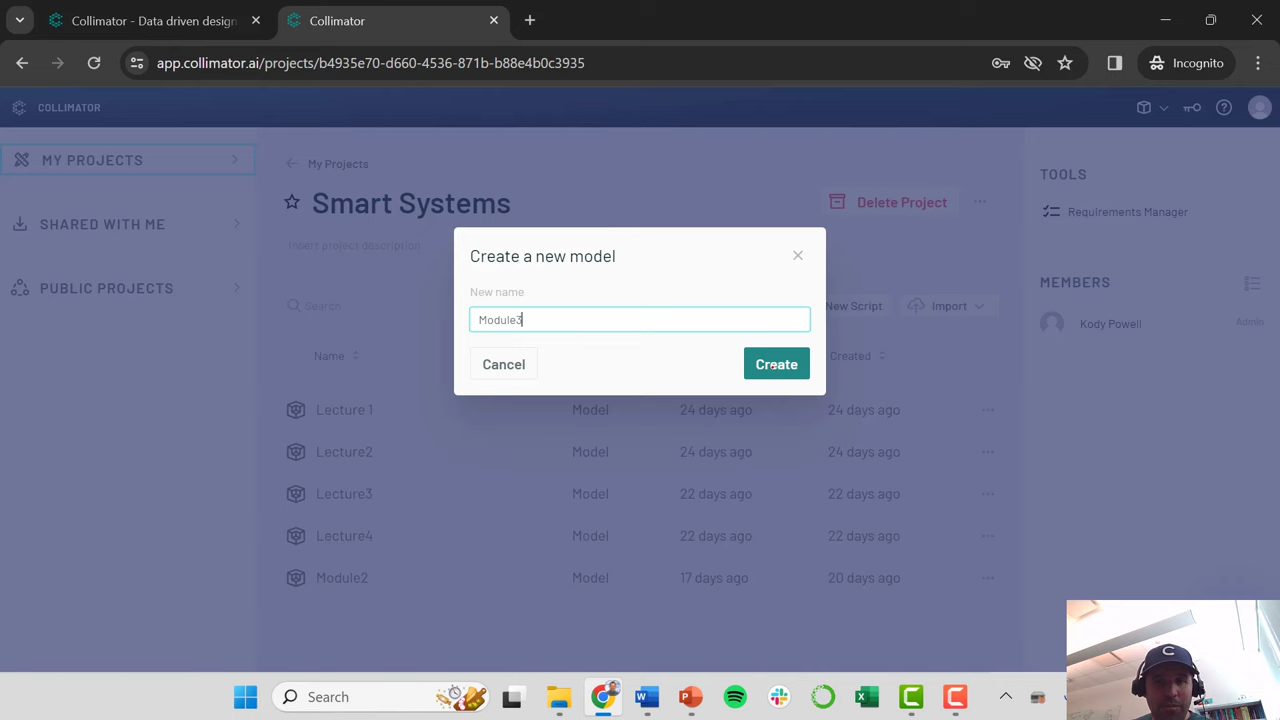 Collimator - Data driven design
Collimator
app.collimator.ai/projects/b4935e70-d660-4536-871b-b88e4b0c3935
Incognito
COLLIMATOR
MY PROJECTS
SHARED WITH ME
PUBLIC PROJECTS
My Projects
Smart Systems
Delete Project
Insert project description
Search
New Script
Import
Name
Created
Create a new model
New name
Module3
Cancel
Create
Lecture 1 Model 24 days ago 24 days ago
Lecture2 Model 24 days ago 24 days ago
Lecture3 Model 22 days ago 22 days ago
Lecture4 Model 22 days ago 22 days ago
Module2 Model 17 days ago 20 days ago
TOOLS
Requirements Manager
MEMBERS
Kody Powell Admin
Search